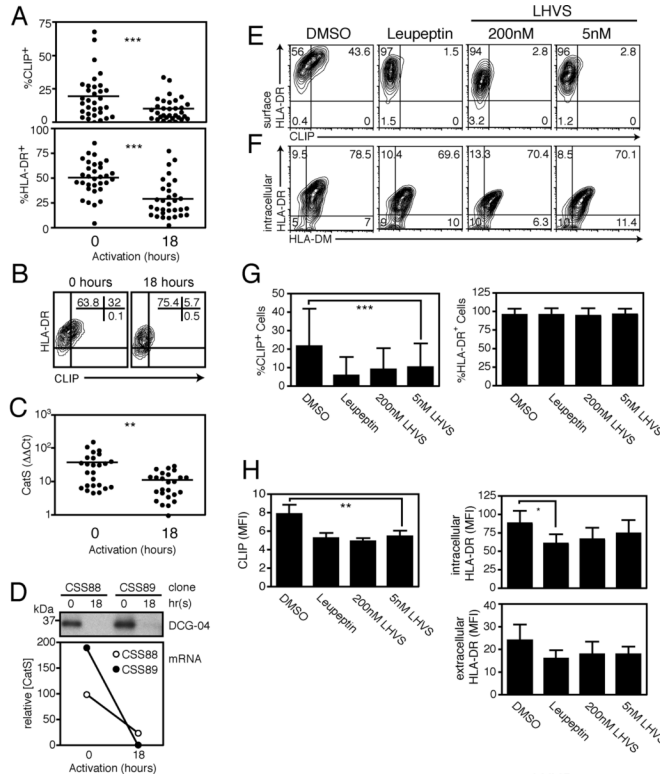 A
***
%CLIP+
75
50
25
0
***
%HLA-DR+
100
75
50
25
0
0 18
Activation (hours)
B
0 hours 18 hours
63.8 32
0.1
75.4 5.7
0.5
HLA-DR
CLIP
C
**
CatS (ΔΔCt)
10³
10²
10
1
0 18
Activation (hours)
D
CSS88 CSS89 clone
kDa 0 18 0 18 hr(s)
37 DCG-04
mRNA
CSS88
CSS89
relative [CatS]
200
150
100
50
0
0 18
Activation (hours)
LHVS
E DMSO Leupeptin 200nM 5nM
56 43.6 97 1.5 94 2.8 96 2.8
0.4 0 1.5 0 3.2 0 1.2 0
surface
HLA-DR
CLIP
F
9.5 78.5 10.4 69.6 13.3 70.4 8.5 70.1
5 7 9 10 10 6.3 10 11.4
intracellular
HLA-DR
HLA-DM
G
***
%CLIP+ Cells
50
40
30
20
10
0
DMSO
Leupeptin
200nM LHVS
5nM LHVS
%HLA-DR+ Cells
125
100
75
50
25
0
DMSO
Leupeptin
200nM LHVS
5nM LHVS
H
**
CLIP (MFI)
10
8
6
4
2
0
DMSO
Leupeptin
200nM LHVS
5nM LHVS
*
intracellular
HLA-DR (MFI)
125
100
75
50
25
0
extracellular
HLA-DR (MFI)
40
30
20
10
0
DMSO
Leupeptin
200nM LHVS
5nM LHVS